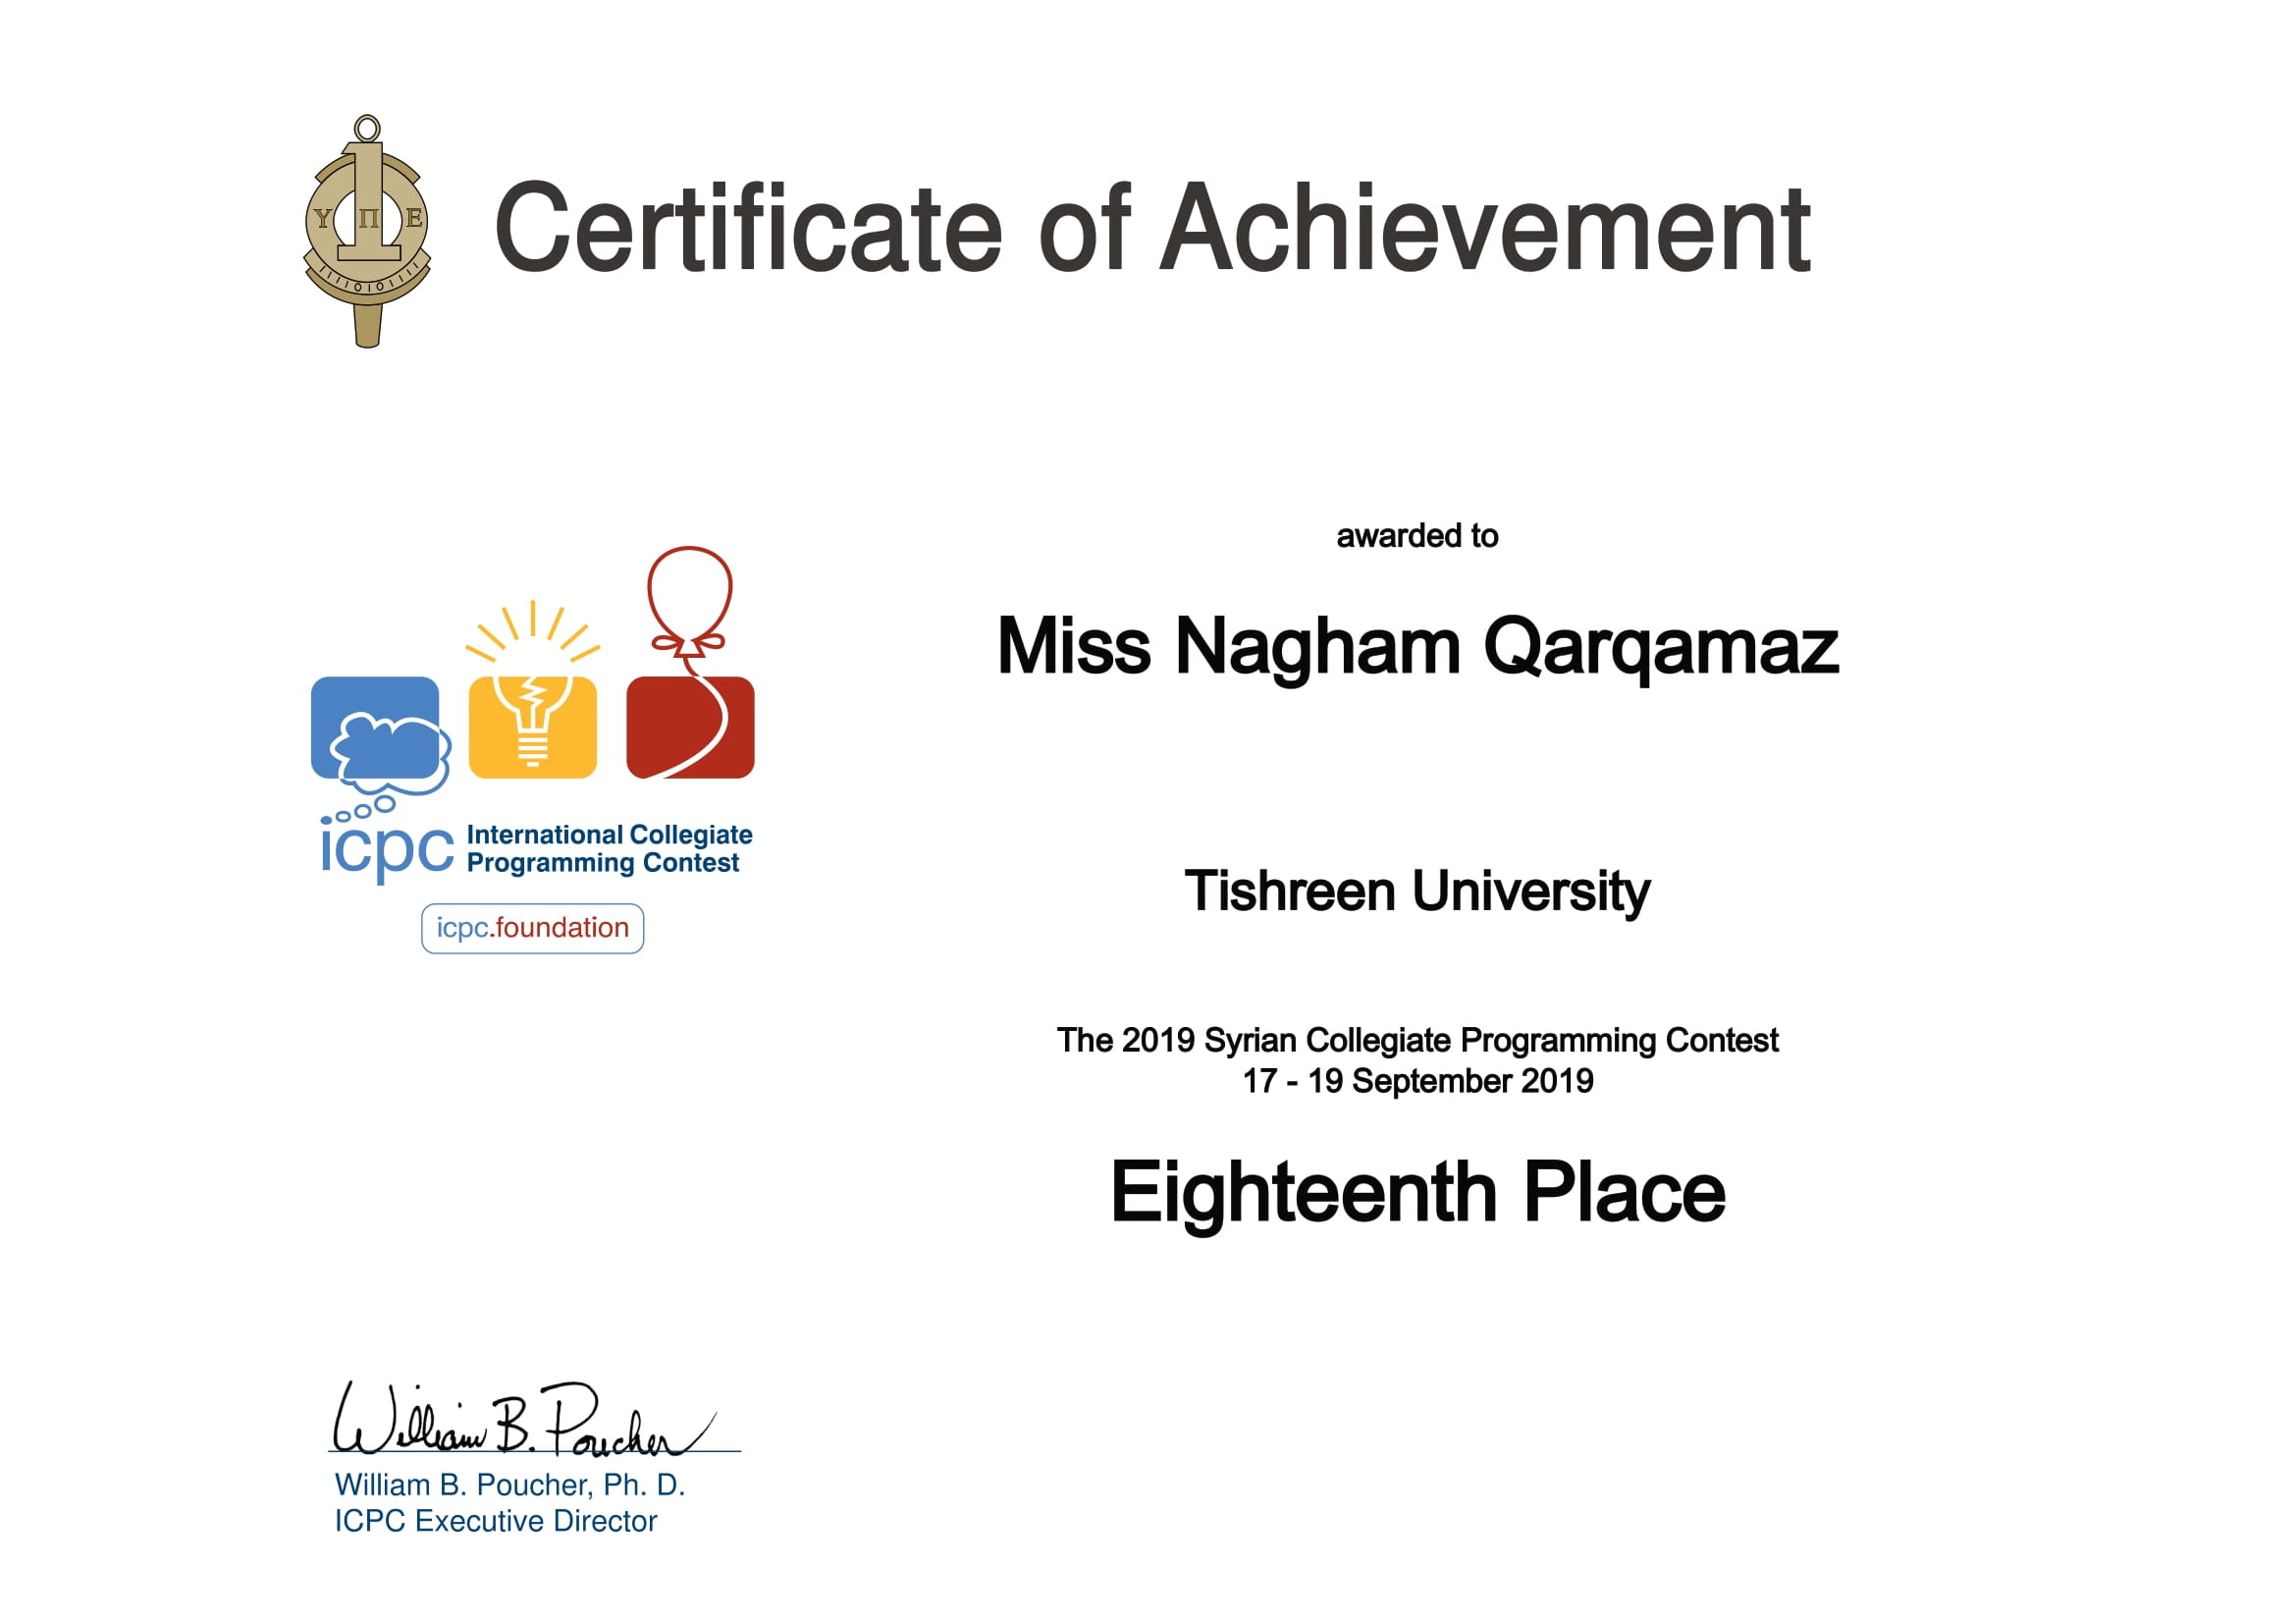 Certificate of Achievement
Υ Π Ε
awarded to
Miss Nagham Qarqamaz
icpc International Collegiate
Programming Contest
icpc.foundation
Tishreen University
The 2019 Syrian Collegiate Programming Contest
17 - 19 September 2019
Eighteenth Place
William B. Poucher
William B. Poucher, Ph. D.
ICPC Executive Director